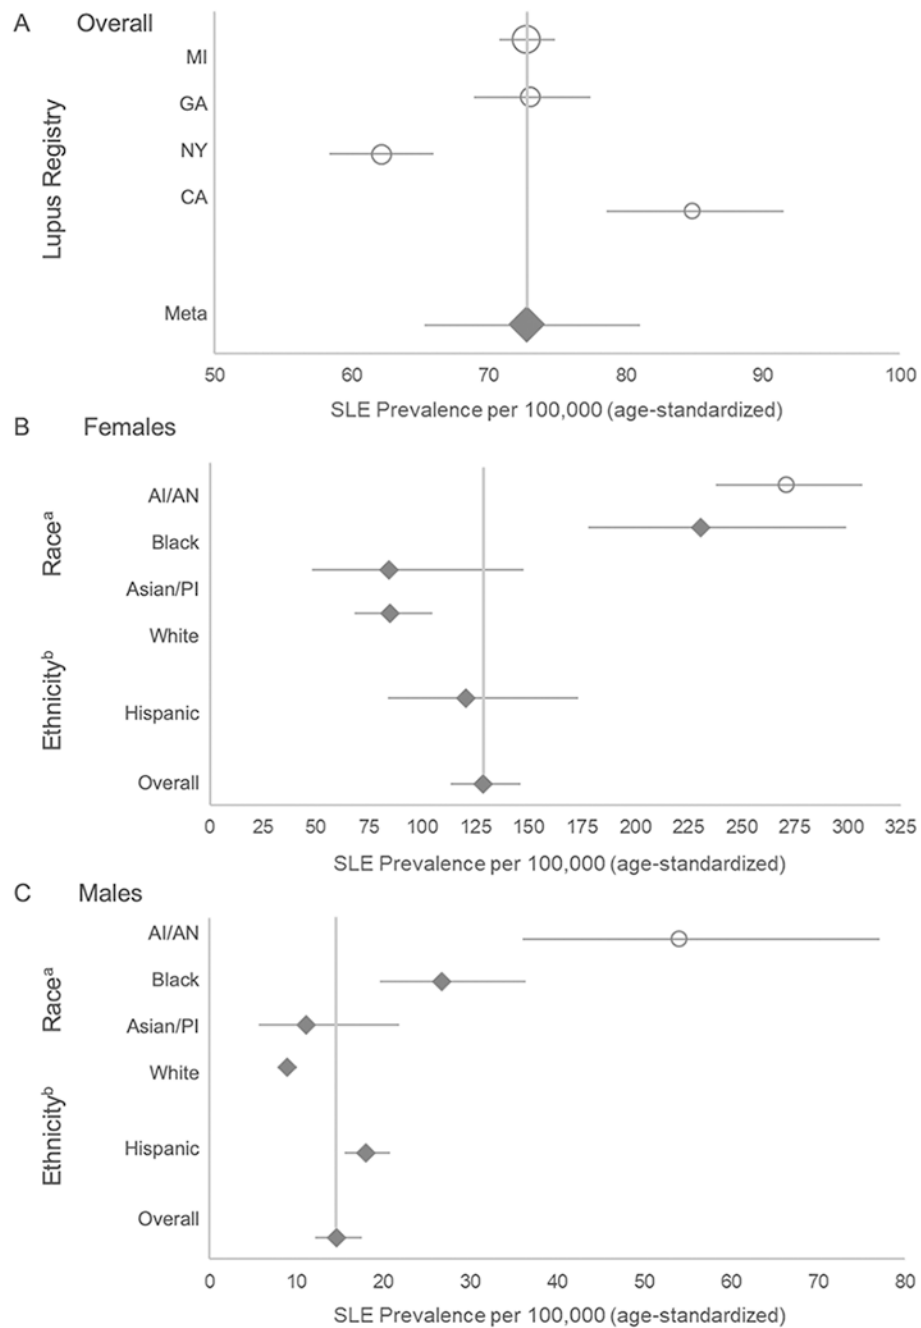 A Overall
Lupus Registry
MI
GA
NY
CA
Meta
50 60 70 80 90 100
SLE Prevalence per 100,000 (age-standardized)
B Females
Raceᵃ
AI/AN
Black
Asian/PI
White
Ethnicityᵇ
Hispanic
Overall
0 25 50 75 100 125 150 175 200 225 250 275 300 325
SLE Prevalence per 100,000 (age-standardized)
C Males
Raceᵃ
AI/AN
Black
Asian/PI
White
Ethnicityᵇ
Hispanic
Overall
0 10 20 30 40 50 60 70 80
SLE Prevalence per 100,000 (age-standardized)